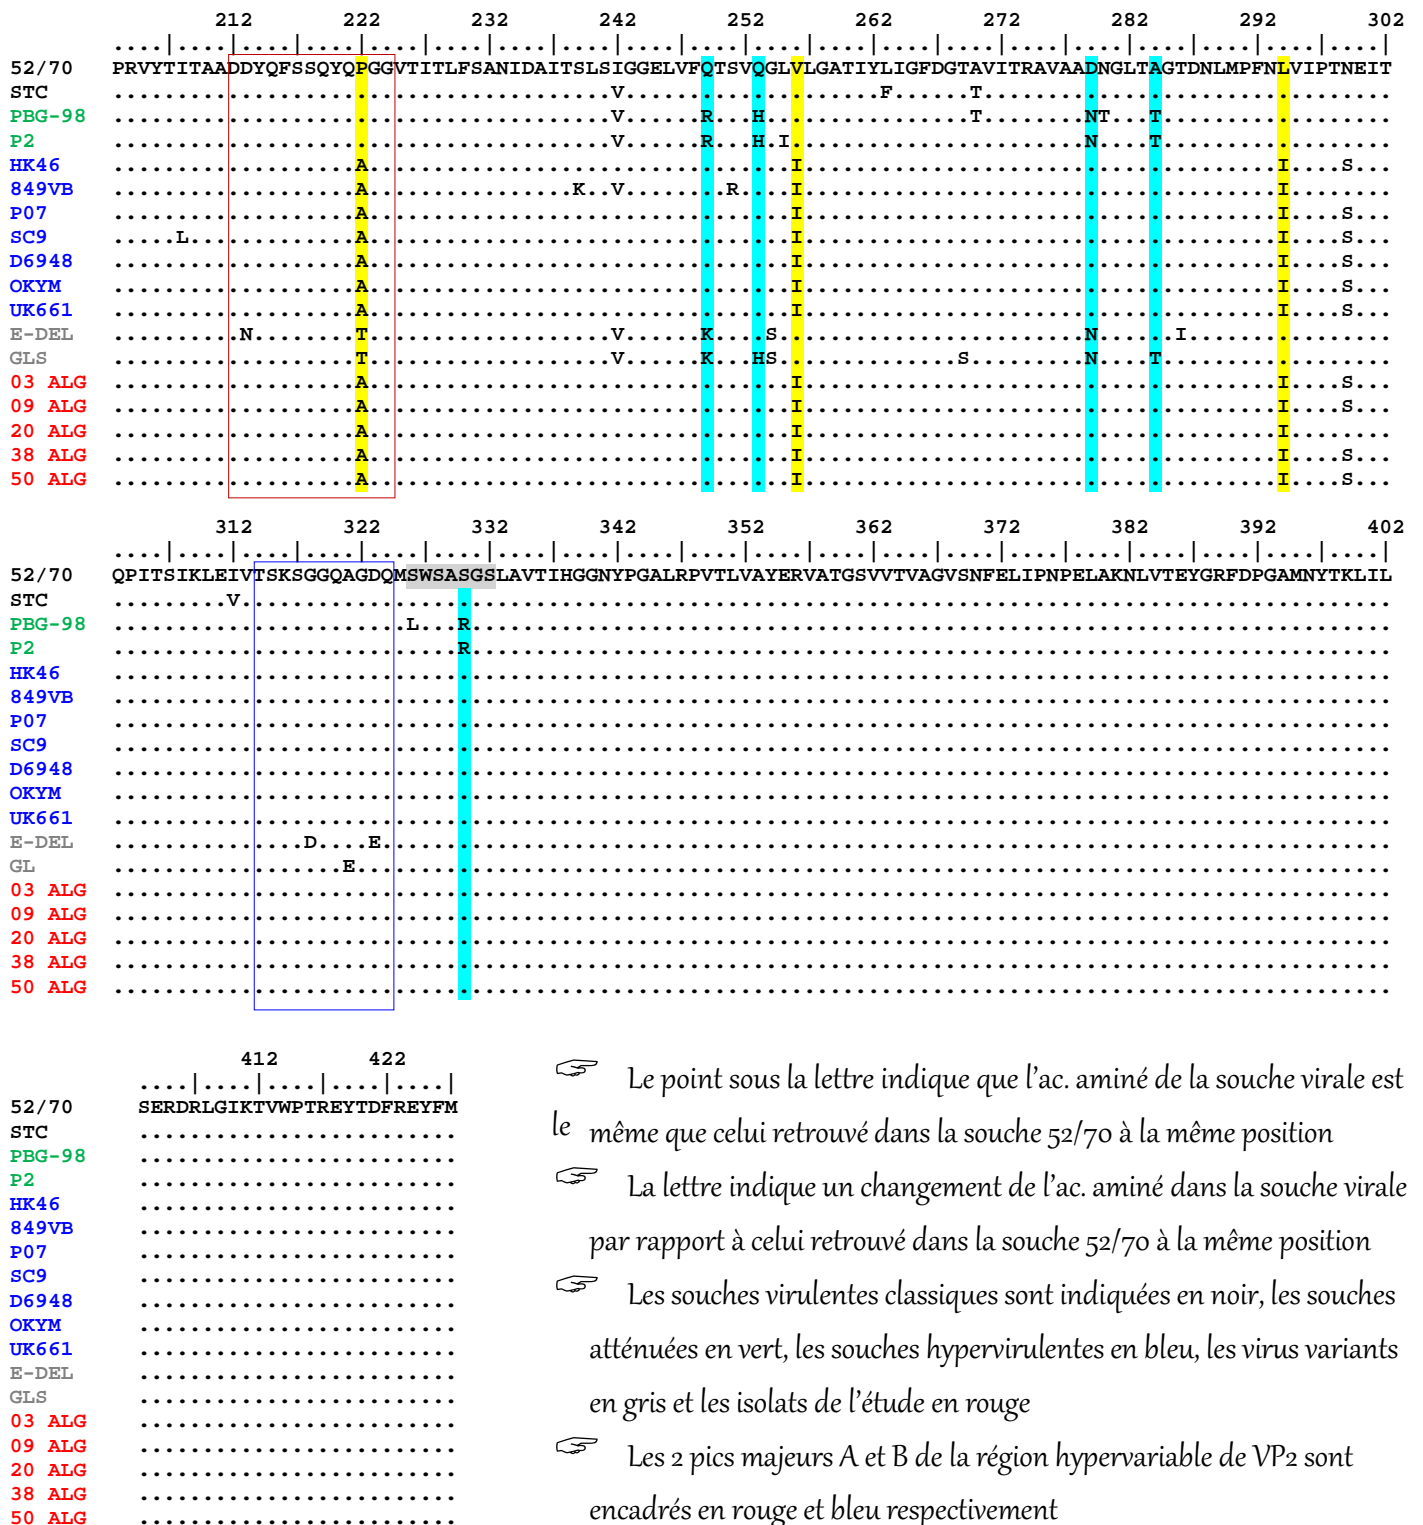 212 222 232 242 252 262 272 282 292 302
....|....|....|....|....|....|....|....|....|....|....|....|....|....|....|....|....|....|....|....|
52/70 PRVYTITAADDYQFSSQYQPGGVTITLFSANIDAITSLSIGGELVFQTSVQGLVLGATIYLIGFDGTAVITRAVAADNGLTAGTDNLMPFNLVIPTNEIT
STC .......................................V....................F......T................................
PBG-98 .......................................V......R...H................T........NT...T..................
P2 .......................................V......R...H.I.......................N....T..................
HK46 ...................A.................................I.....................................I....S...
849VB ...................A................K..V........R....I.....................................I........
P07 ...................A.................................I.....................................I....S...
SC9 .....L.............A.................................I.....................................I....S...
D6948 ...................A.................................I.....................................I....S...
OKYM ...................A.................................I.....................................I....S...
UK661 ...................A.................................I.....................................I....S...
E-DEL ..........N........T...................V......K....S........................N......I................
GLS ...................T...................V......K...HS..............S.........N....T..................
03 ALG ...................A.................................I.....................................I....S...
09 ALG ...................A.................................I.....................................I....S...
20 ALG ...................A.................................I.....................................I........
38 ALG ...................A.................................I.....................................I....S...
50 ALG ...................A.................................I.....................................I....S...
312 322 332 342 352 362 372 382 392 402
....|....|....|....|....|....|....|....|....|....|....|....|....|....|....|....|....|....|....|....|
52/70 QPITSIKLEIVTSKSGGQAGDQMSWSASGSLAVTIHGGNYPGALRPVTLVAYERVATGSVVTVAGVSNFELIPNPELAKNLVTEYGRFDPGAMNYTKLIL
STC .........V..........................................................................................
PBG-98 .......................L...R........................................................................
P2 ...........................R........................................................................
HK46 ....................................................................................................
849VB ....................................................................................................
P07 ....................................................................................................
SC9 ....................................................................................................
D6948 ....................................................................................................
OKYM ....................................................................................................
UK661 ....................................................................................................
E-DEL ...............D....E...............................................................................
GL ..................E.................................................................................
03 ALG ....................................................................................................
09 ALG ....................................................................................................
20 ALG ....................................................................................................
38 ALG ....................................................................................................
50 ALG ....................................................................................................
412 422
....|....|....|....|....|
52/70 SERDRLGIKTVWPTREYTDFREYFM
STC .........................
PBG-98 .........................
P2 .........................
HK46 .........................
849VB .........................
P07 .........................
SC9 .........................
D6948 .........................
OKYM .........................
UK661 .........................
E-DEL .........................
GLS .........................
03 ALG .........................
09 ALG .........................
20 ALG .........................
38 ALG .........................
50 ALG .........................
☞ Le point sous la lettre indique que l'ac. aminé de la souche virale est
le même que celui retrouvé dans la souche 52/70 à la même position
☞ La lettre indique un changement de l'ac. aminé dans la souche virale
par rapport à celui retrouvé dans la souche 52/70 à la même position
☞ Les souches virulentes classiques sont indiquées en noir, les souches
atténuées en vert, les souches hypervirulentes en bleu, les virus variants
en gris et les isolats de l'étude en rouge
☞ Les 2 pics majeurs A et B de la région hypervariable de VP2 sont
encadrés en rouge et bleu respectivement